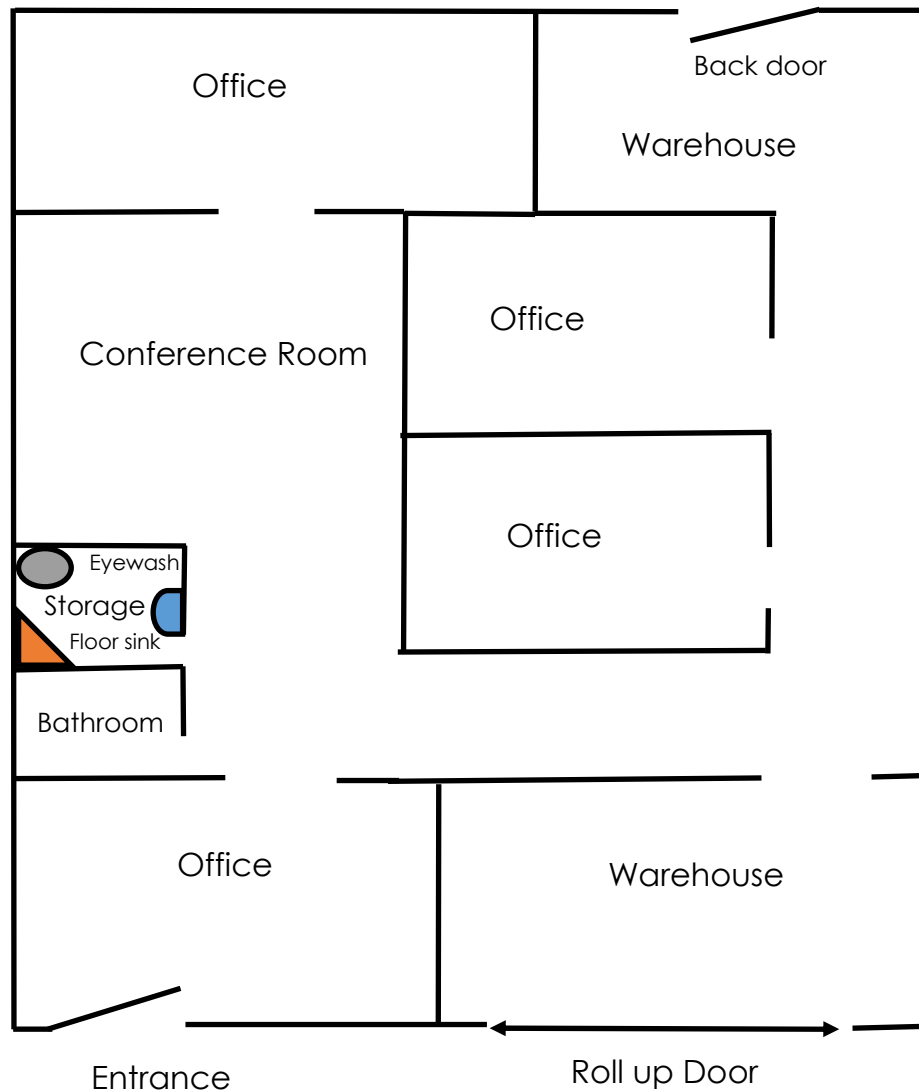 Back door
Office
Warehouse
Office
Conference Room
Office
Eyewash
Storage
Floor sink
Bathroom
Office
Warehouse
Entrance
Roll up Door